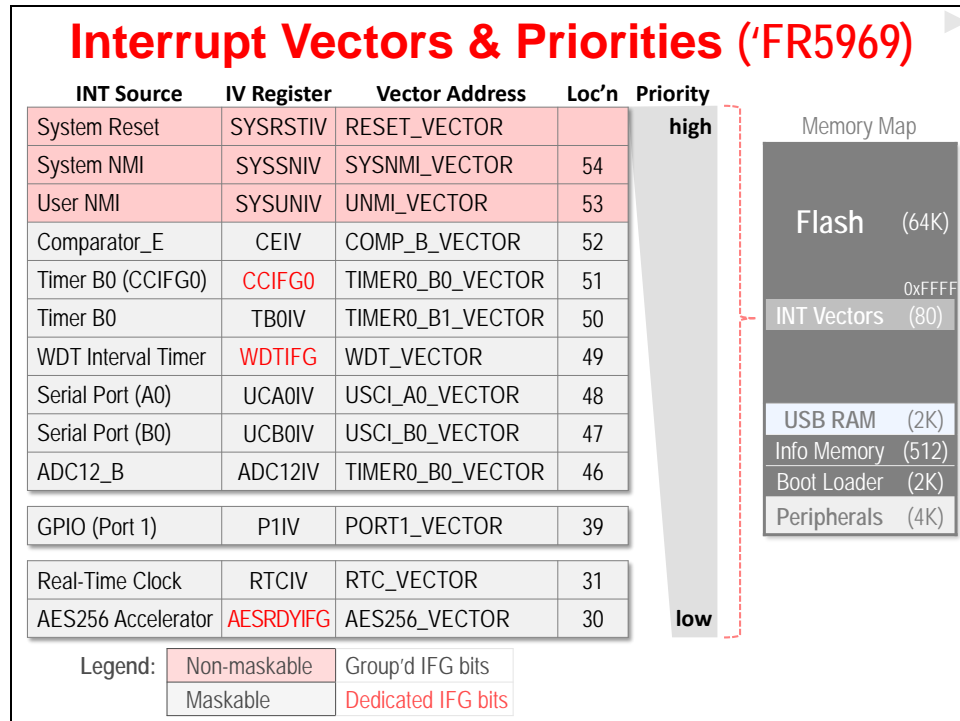 Interrupt Vectors & Priorities ('FR5969)
INT Source IV Register Vector Address Loc'n Priority
System Reset SYSRSTIV RESET_VECTOR high
System NMI SYSSNIV SYSNMI_VECTOR 54
User NMI SYSUNIV UNMI_VECTOR 53
Comparator_E CEIV COMP_B_VECTOR 52
Timer B0 (CCIFG0) CCIFG0 TIMER0_B0_VECTOR 51
Timer B0 TB0IV TIMER0_B1_VECTOR 50
WDT Interval Timer WDTIFG WDT_VECTOR 49
Serial Port (A0) UCA0IV USCI_A0_VECTOR 48
Serial Port (B0) UCB0IV USCI_B0_VECTOR 47
ADC12_B ADC12IV TIMER0_B0_VECTOR 46
GPIO (Port 1) P1IV PORT1_VECTOR 39
Real-Time Clock RTCIV RTC_VECTOR 31
AES256 Accelerator AESRDYIFG AES256_VECTOR 30 low
Memory Map
Flash (64K)
0xFFFF
INT Vectors (80)
USB RAM (2K)
Info Memory (512)
Boot Loader (2K)
Peripherals (4K)
Legend: Non-maskable Group'd IFG bits
Maskable Dedicated IFG bits